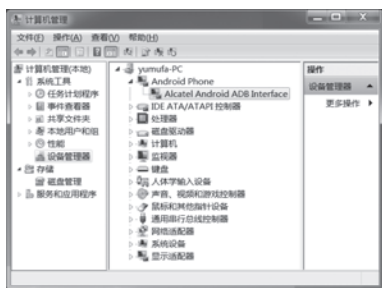 计算机管理
文件(F) 操作(A) 查看(V) 帮助(H)
计算机管理(本地)
系统工具
任务计划程序
事件查看器
共享文件夹
本地用户和组
性能
设备管理器
存储
磁盘管理
服务和应用程序
yumufa-PC
Android Phone
Alcatel Android ADB Interface
IDE ATA/ATAPI 控制器
处理器
磁盘驱动器
计算机
监视器
键盘
人体学输入设备
声音、视频和游戏控制器
鼠标和其他指针设备
通用串行总线控制器
网络适配器
系统设备
显示适配器
操作
设备管理器
更多操作